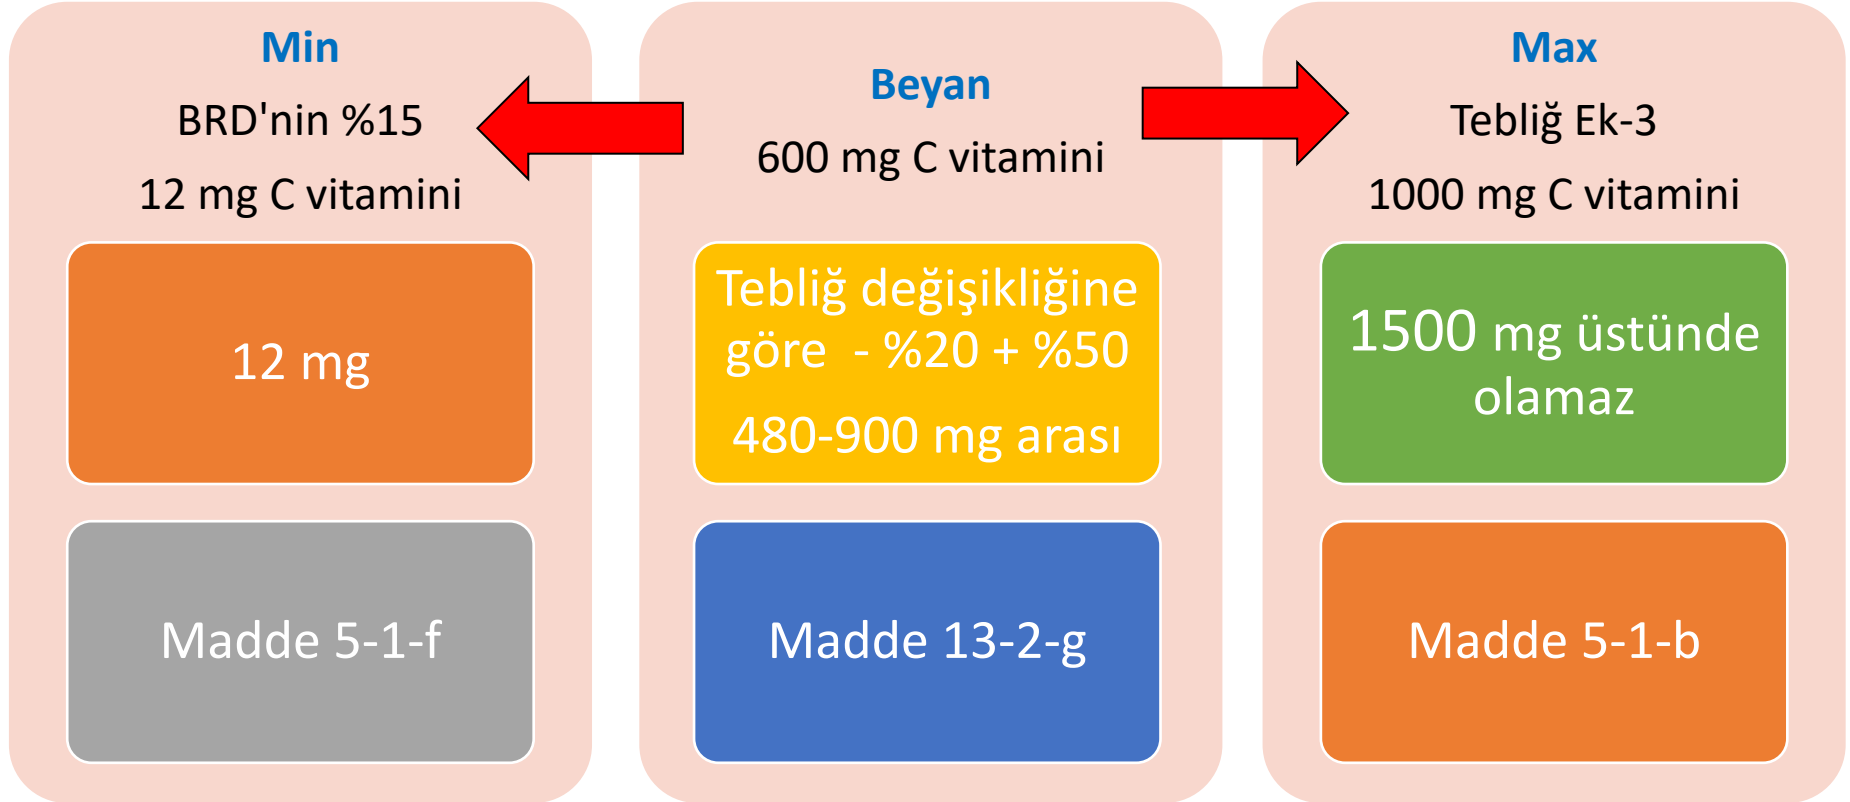 Min
BRD'nin %15
12 mg C vitamini
12 mg
Madde 5-1-f
Beyan
600 mg C vitamini
Tebliğ değişikliğine
göre - %20 + %50
480-900 mg arası
Madde 13-2-g
Max
Tebliğ Ek-3
1000 mg C vitamini
1500 mg üstünde
olamaz
Madde 5-1-b